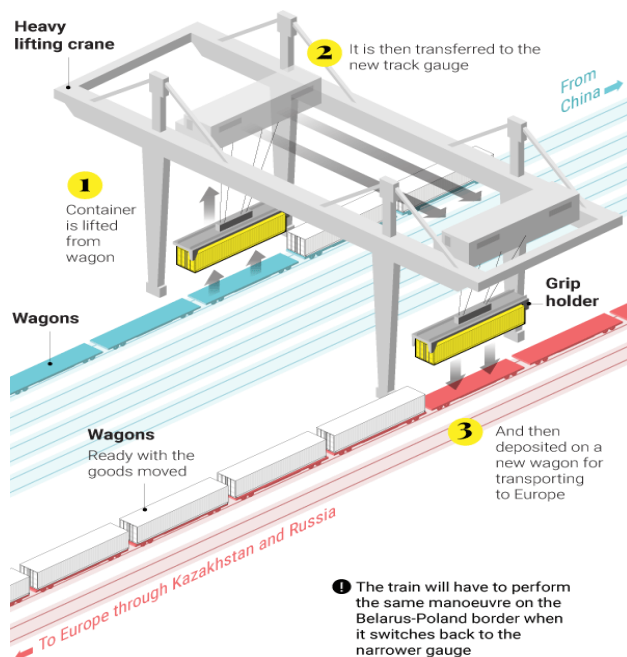 Heavy
lifting crane
2
It is then transferred to the
new track gauge
From
China
1
Container
is lifted
from
wagon
Grip
holder
Wagons
Wagons
Ready with the
goods moved
3
And then
deposited on a
new wagon for
transporting
to Europe
To Europe through Kazakhstan and Russia
! The train will have to perform
the same manoeuvre on the
Belarus-Poland border when
it switches back to the
narrower gauge